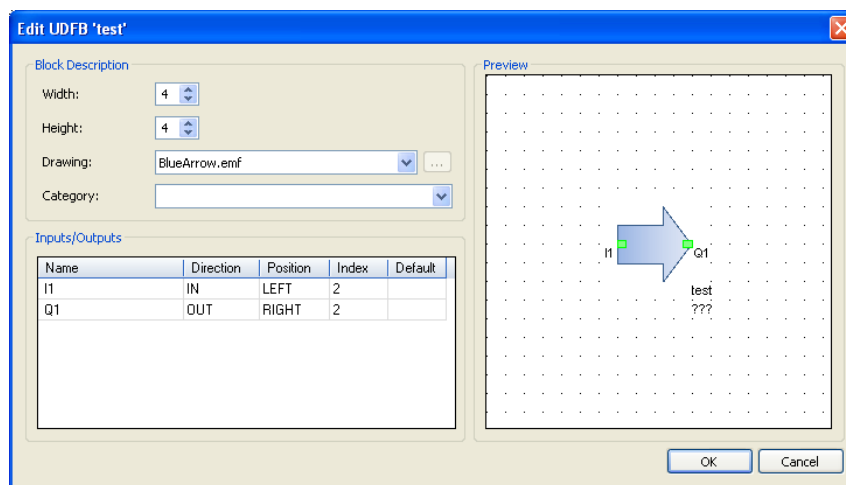 Edit UDFB 'test'
Block Description
Width: 4
Height: 4
Drawing: BlueArrow.emf ...
Category:
Inputs/Outputs
Name Direction Position Index Default
I1 IN LEFT 2
Q1 OUT RIGHT 2
Preview
I1 Q1
test
???
OK Cancel